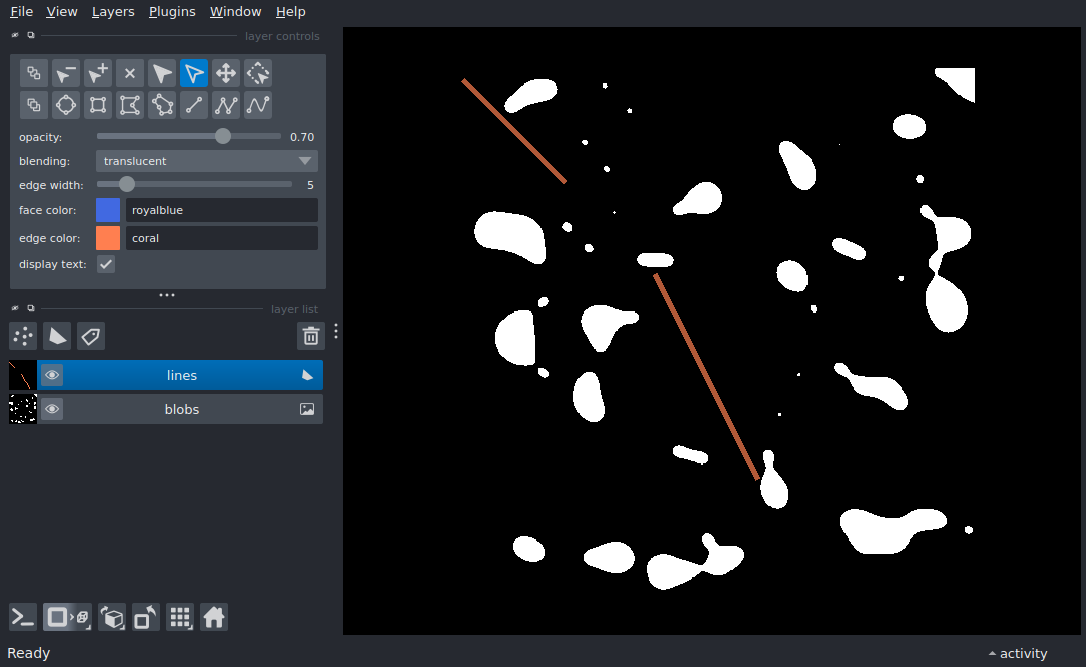 File View Layers Plugins Window Help
layer controls
opacity: 0.70
blending: translucent
edge width: 5
face color: royalblue
edge color: coral
display text:
layer list
lines
blobs
Ready
activity